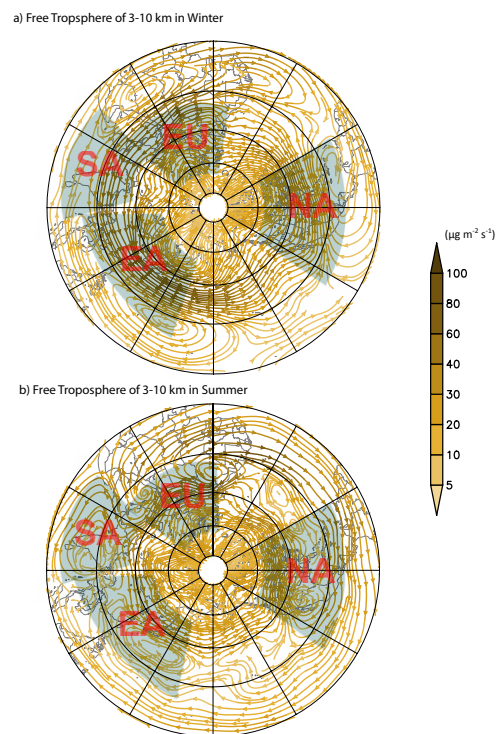 a) Free Tropsphere of 3-10 km in Winter
EU
SA
NA
EA
(μg m⁻² s⁻¹)
100
80
60
40
30
20
10
5
b) Free Troposphere of 3-10 km in Summer
EU
SA
NA
EA